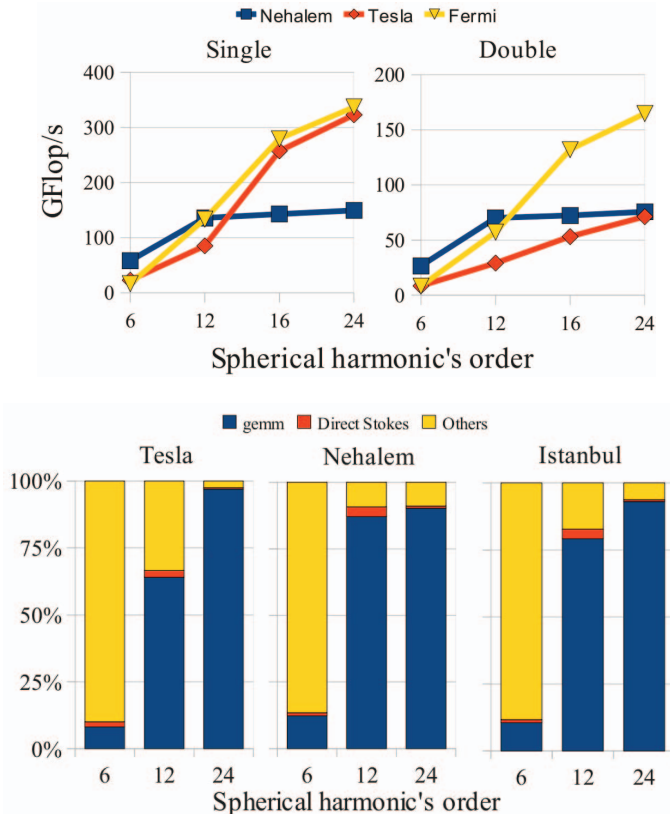 Nehalem Tesla Fermi
Single Double
400
300
200
100
0
GFlop/s
200
150
100
50
0
6 12 16 24 6 12 16 24
Spherical harmonic's order
gemm Direct Stokes Others
Tesla Nehalem Istanbul
100%
75%
50%
25%
0%
6 12 24 6 12 24 6 12 24
Spherical harmonic's order